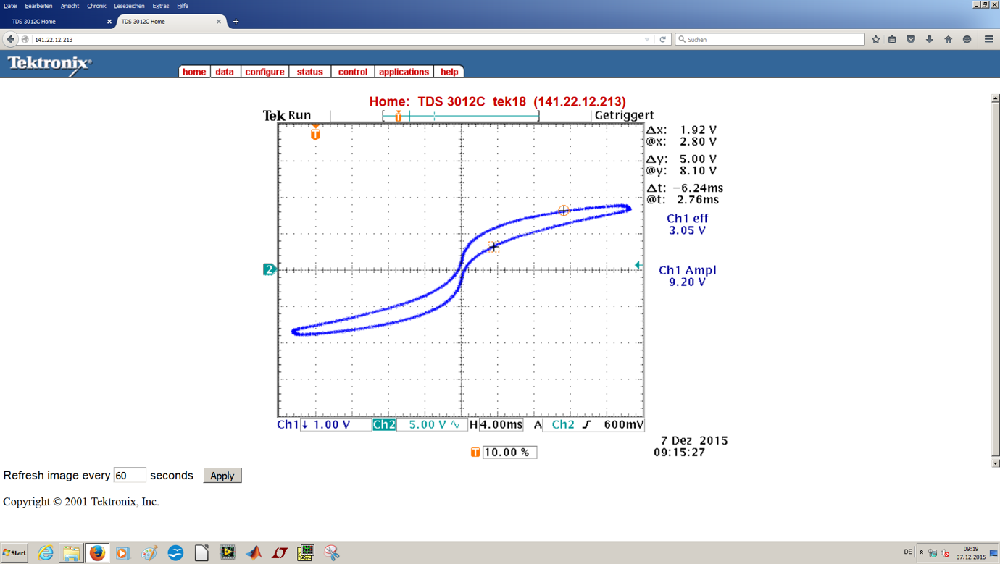 Datei Bearbeiten Ansicht Chronik Lesezeichen Extras Hilfe
TDS 3012C Home
TDS 3012C Home
141.22.12.213
Suchen
Tektronix®
home data configure status control applications help
Home: TDS 3012C tek18 (141.22.12.213)
Tek Run
T
Getriggert
T
Δx: 1.92 V
@x: 2.80 V
Δy: 5.00 V
@y: 8.10 V
Δt: −6.24ms
@t: 2.76ms
Ch1 eff
3.05 V
2
Ch1 Ampl
9.20 V
Ch1 ↓ 1.00 V Ch2 5.00 V ∿ H 4.00ms A Ch2 ƒ 600mV
T 10.00 %
7 Dez 2015
09:15:27
Refresh image every 60 seconds Apply
Copyright © 2001 Tektronix, Inc.
Start
DE
09:19
07.12.2015